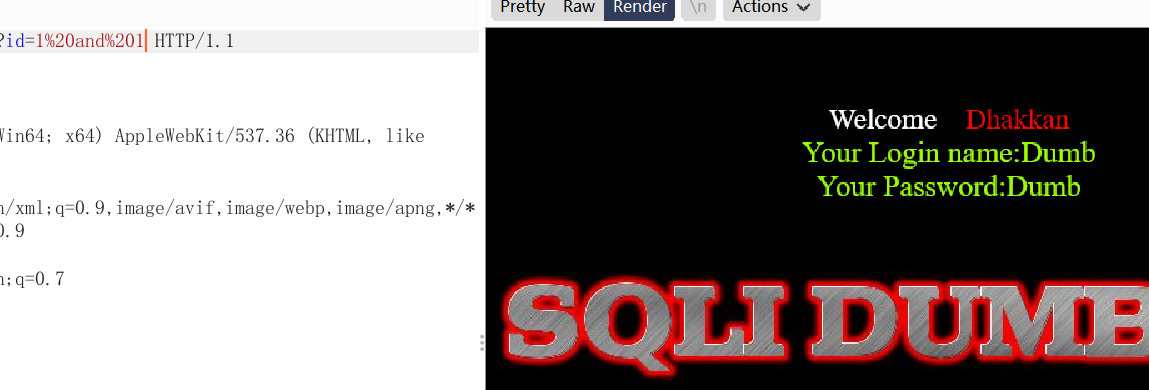 Pretty Raw Render \n Actions
?id=1%20and%201 HTTP/1.1
Win64; x64) AppleWebKit/537.36 (KHTML, like
n/xml;q=0.9,image/avif,image/webp,image/apng,*/*
0.9
n;q=0.7
Welcome Dhakkan
Your Login name:Dumb
Your Password:Dumb
SQLI DUMB